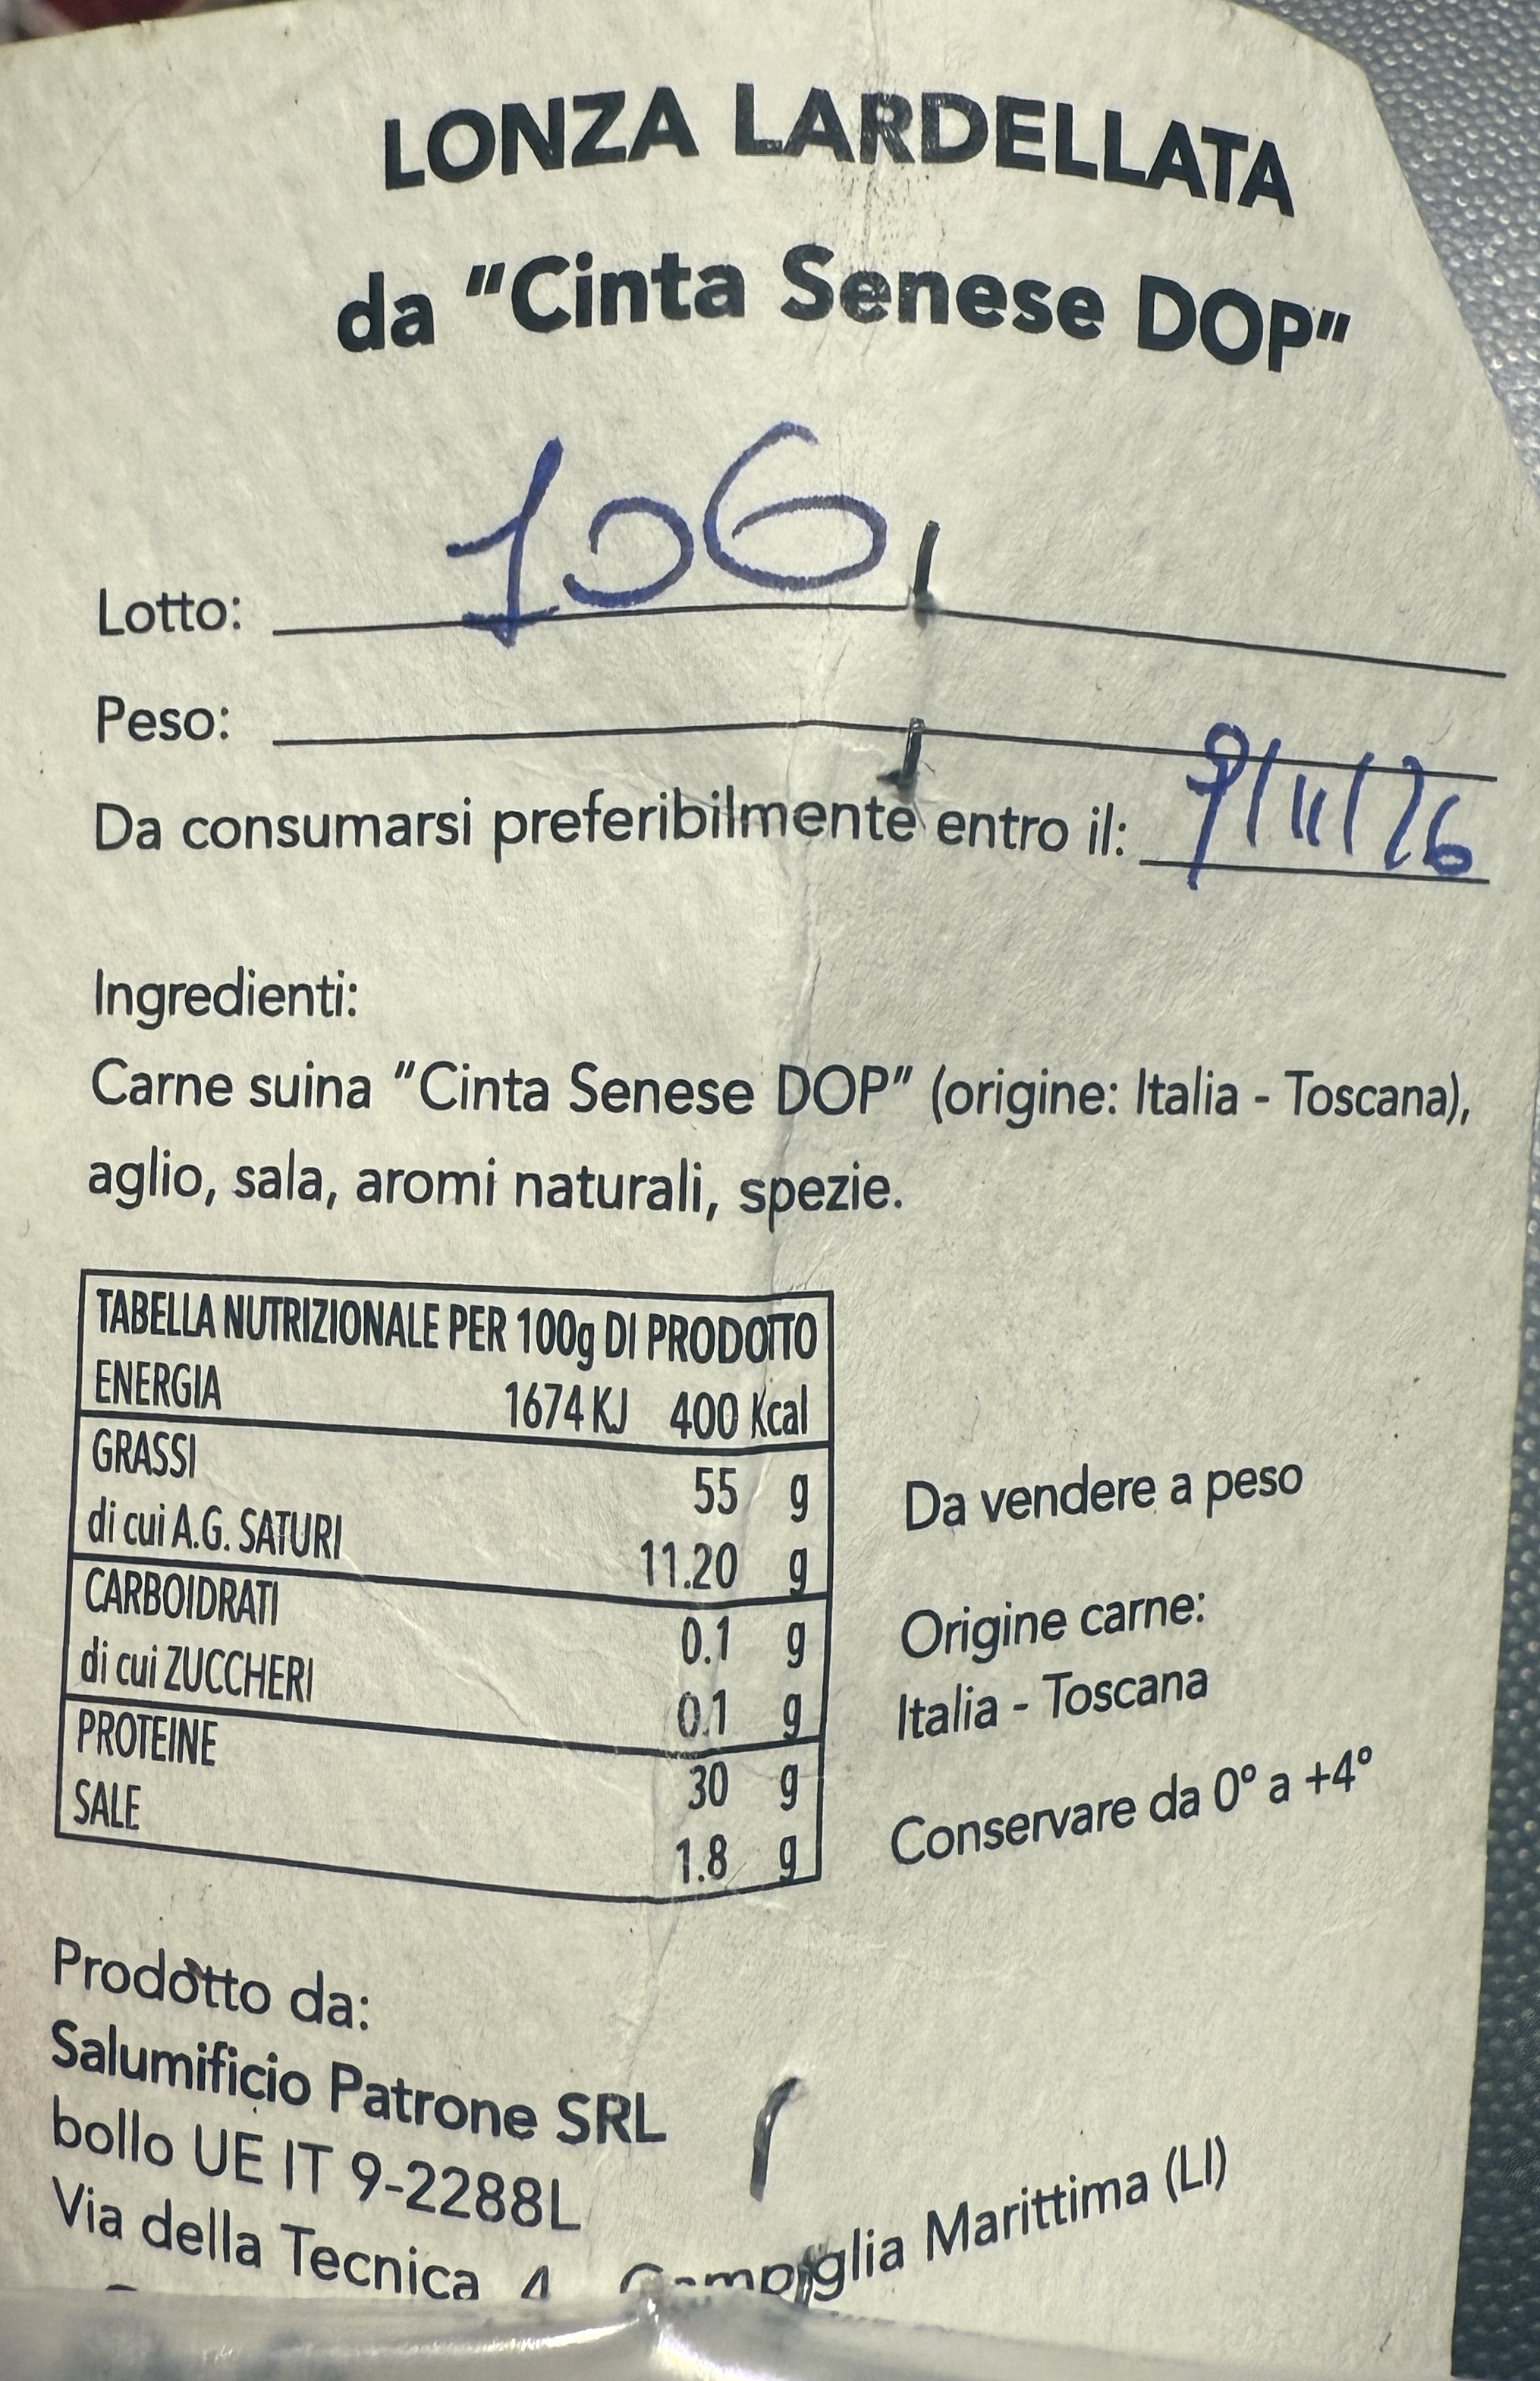 LONZA LARDELLATA
da "Cinta Senese DOP"
Lotto: 106
Peso:
Da consumarsi preferibilmente entro il: 9/11/26
Ingredienti:
Carne suina "Cinta Senese DOP" (origine: Italia - Toscana),
aglio, sala, aromi naturali, spezie.
TABELLA NUTRIZIONALE PER 100g DI PRODOTTO
ENERGIA 1674 KJ 400 Kcal
GRASSI 55 g
di cui A.G. SATURI 11.20 g
CARBOIDRATI 0.1 g
di cui ZUCCHERI 0.1 g
PROTEINE 30 g
SALE 1.8 g
Da vendere a peso
Origine carne:
Italia - Toscana
Conservare da 0° a +4°
Prodotto da:
Salumificio Patrone SRL
bollo UE IT 9-2288L
Via della Tecnica 4 Campiglia Marittima (LI)